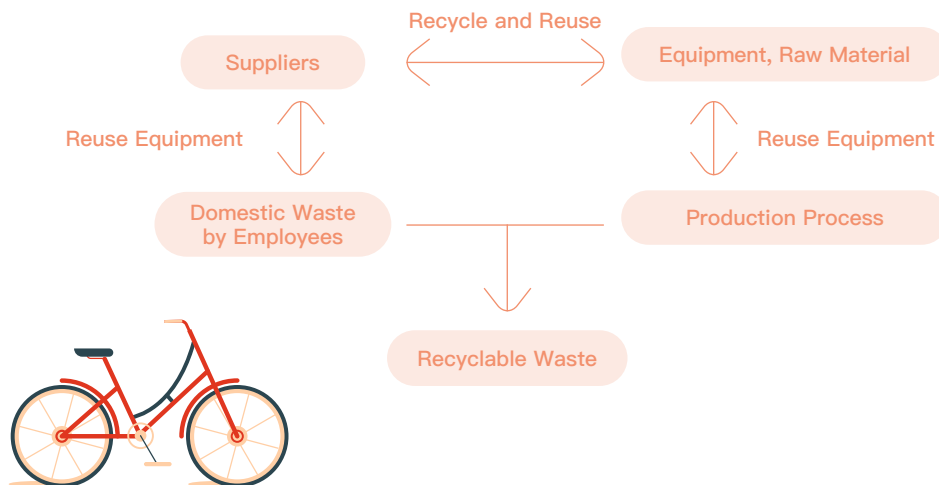 Recycle and Reuse
Suppliers
Equipment, Raw Material
Reuse Equipment
Reuse Equipment
Domestic Waste
by Employees
Production Process
Recyclable Waste